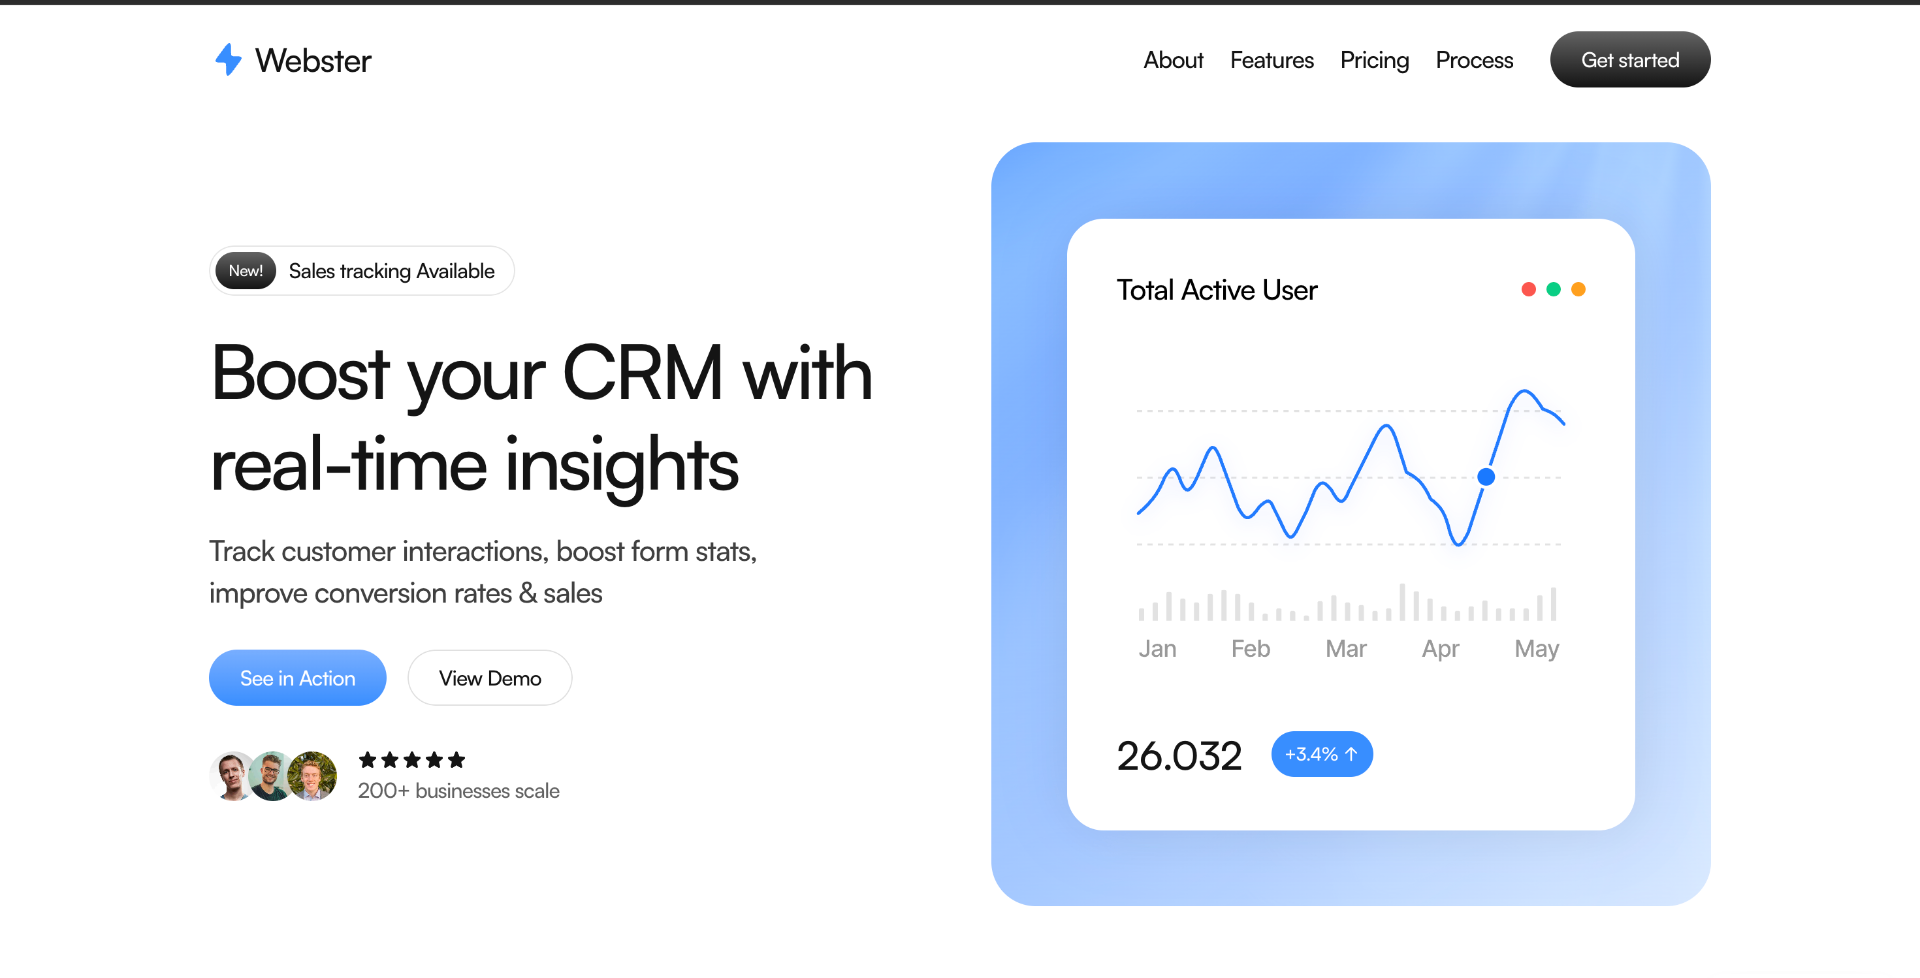 Webster
About Features Pricing Process Get started
New! Sales tracking Available
Boost your CRM with
real-time insights
Track customer interactions, boost form stats,
improve conversion rates & sales
See in Action View Demo
200+ businesses scale
Total Active User
Jan Feb Mar Apr May
26.032 +3.4% ↑